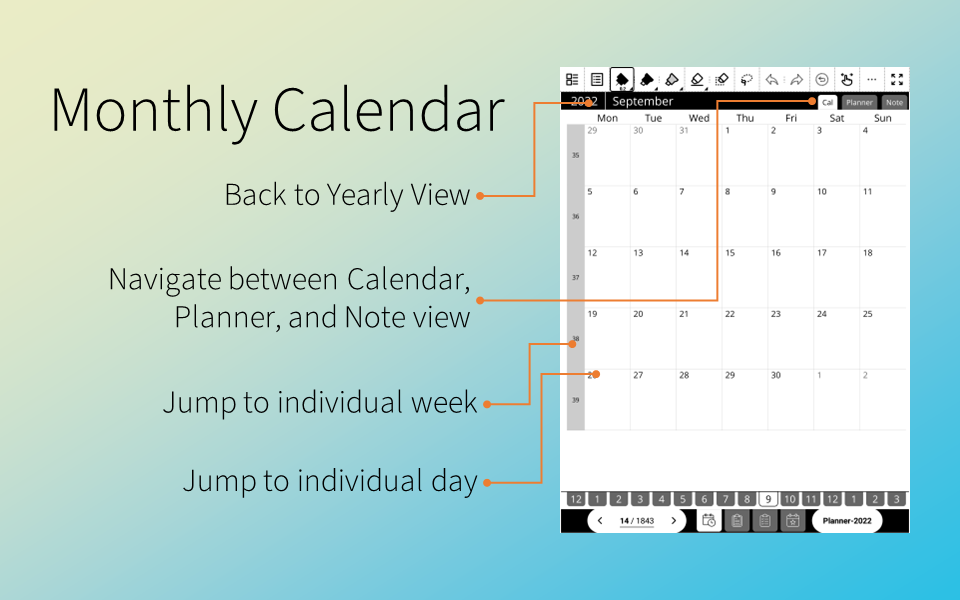 Monthly Calendar
Back to Yearly View
Navigate between Calendar,
Planner, and Note view
Jump to individual week
Jump to individual day
2022 September Cal Planner Note
Mon Tue Wed Thu Fri Sat Sun
29 30 31 1 2 3 4
35
5 6 7 8 9 10 11
36
12 13 14 15 16 17 18
37
19 20 21 22 23 24 25
38
26 27 28 29 30 1 2
39
12 1 2 3 4 5 6 7 8 9 10 11 12 1 2 3
14 / 1843 Planner-2022